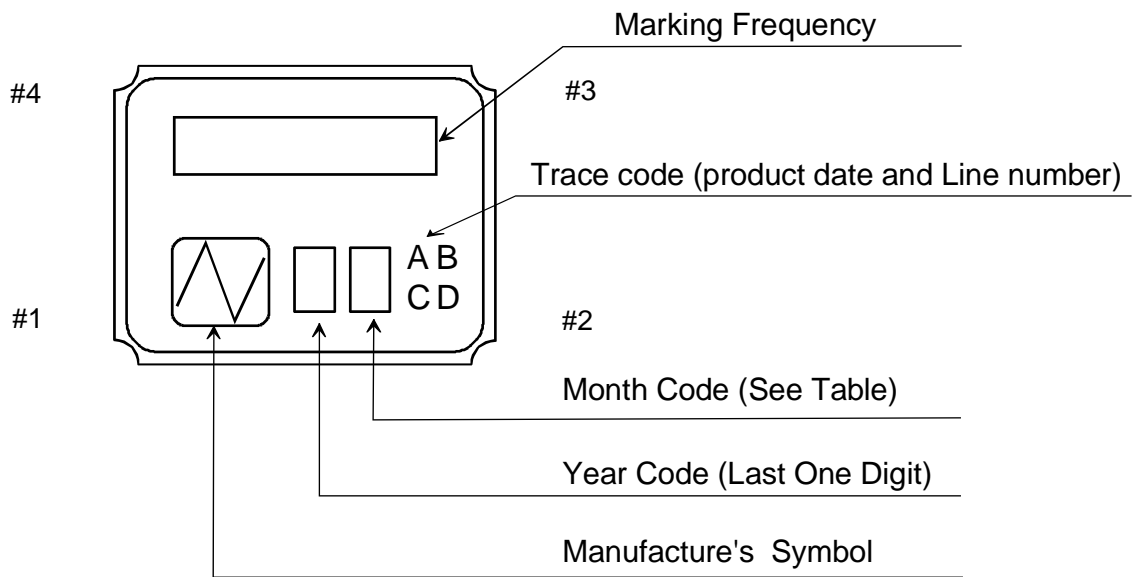 Marking Frequency
#4
#3
Trace code (product date and Line number)
A B
C D
#1
#2
Month Code (See Table)
Year Code (Last One Digit)
Manufacture's Symbol